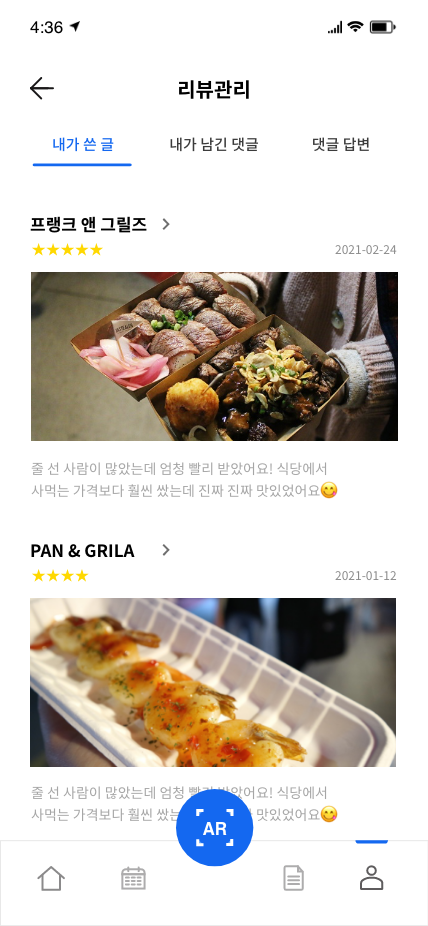 4:36
리뷰관리
내가 쓴 글 내가 남긴 댓글 댓글 답변
프랭크 앤 그릴즈
2021-02-24
줄 선 사람이 많았는데 엄청 빨리 받았어요! 식당에서
사먹는 가격보다 훨씬 쌌는데 진짜 진짜 맛있었어요😋
PAN & GRILA
2021-01-12
줄 선 사람이 많았는데 엄청 빨리 받았어요! 식당에서
사먹는 가격보다 훨씬 쌌 맛있었어요😋
AR